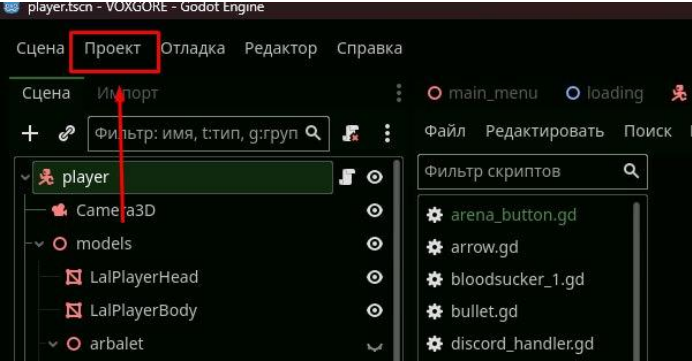 player.tscn - VOXGORE - Godot Engine
Сцена Проект Отладка Редактор Справка
Сцена Импорт
main_menu loading
Фильтр: имя, t:тип, g:груп
Файл Редактировать Поиск
player
Фильтр скриптов
Camera3D
arena_button.gd
models
arrow.gd
LalPlayerHead
bloodsucker_1.gd
LalPlayerBody
bullet.gd
arbalet
discord_handler.gd